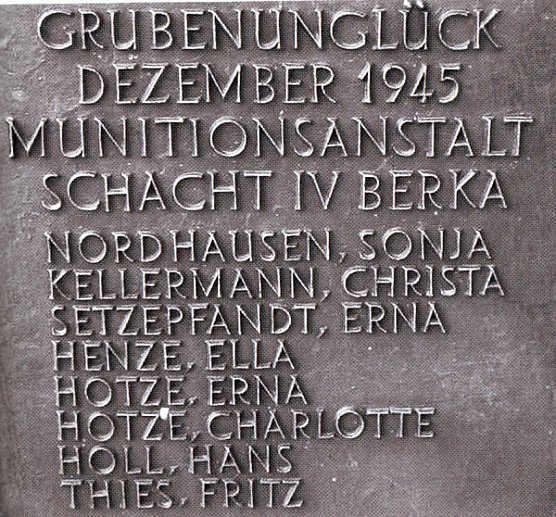 GRUBENUNGLÜCK
DEZEMBER 1945
MUNITIONSANSTALT
SCHACHT IV BERKA
NORDHAUSEN, SONJA
KELLERMANN, CHRISTA
SETZEPFANDT, ERNA
HENZE, ELLA
HOTZE, ERNA
HOTZE, CHARLOTTE
HOLL, HANS
THIES, FRITZ